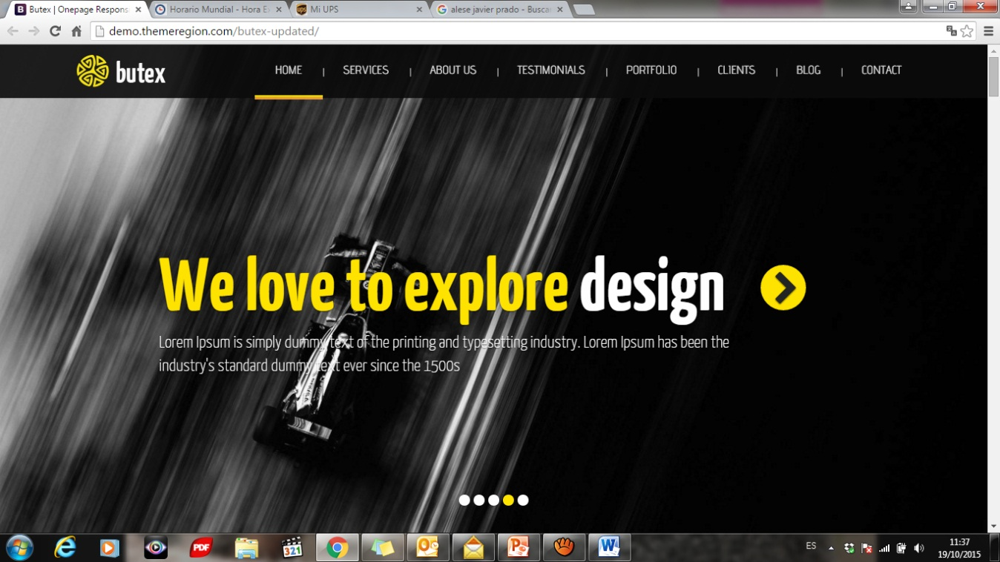 Butex | Onepage Respons
Horario Mundial - Hora E
Mi UPS
alese javier prado - Busca
demo.themeregion.com/butex-updated/
butex
HOME | SERVICES | ABOUT US | TESTIMONIALS | PORTFOLIO | CLIENTS | BLOG | CONTACT
We love to explore design
Lorem Ipsum is simply dummy text of the printing and typesetting industry. Lorem Ipsum has been the
industry's standard dummy text ever since the 1500s
PDF
321
ES
11:37
19/10/2015